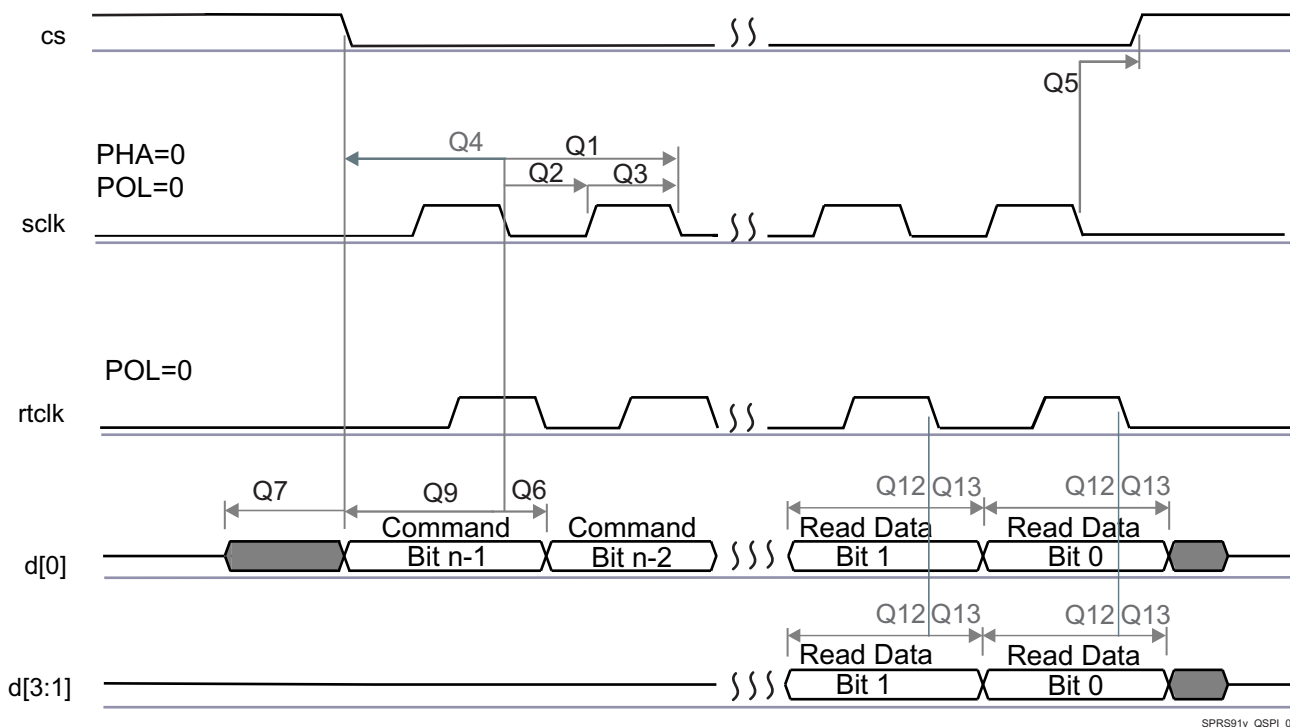 cs
Q5
PHA=0
POL=0
Q4
Q1
Q2
Q3
sclk
POL=0
rtclk
Q7
Q9
Q6
Q12
Q13
Q12
Q13
Command
Command
Read Data
Read Data
d[0]
Bit n-1
Bit n-2
Bit 1
Bit 0
Q12
Q13
Q12
Q13
Read Data
Read Data
d[3:1]
Bit 1
Bit 0